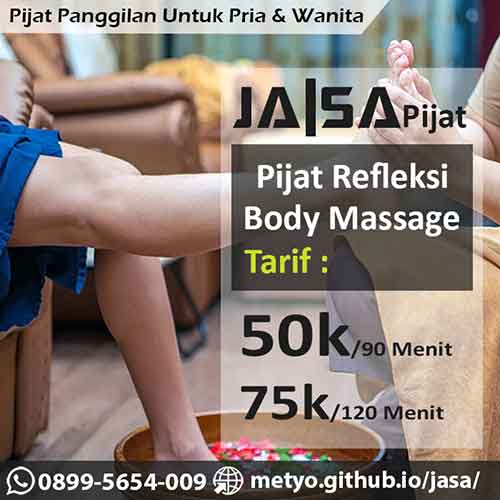 Pijat Panggilan Untuk Pria & Wanita
JA|SA Pijat
Pijat Refleksi
Body Massage
Tarif :
50k/90 Menit
75k/120 Menit
0899-5654-009 metyo.github.io/jasa/